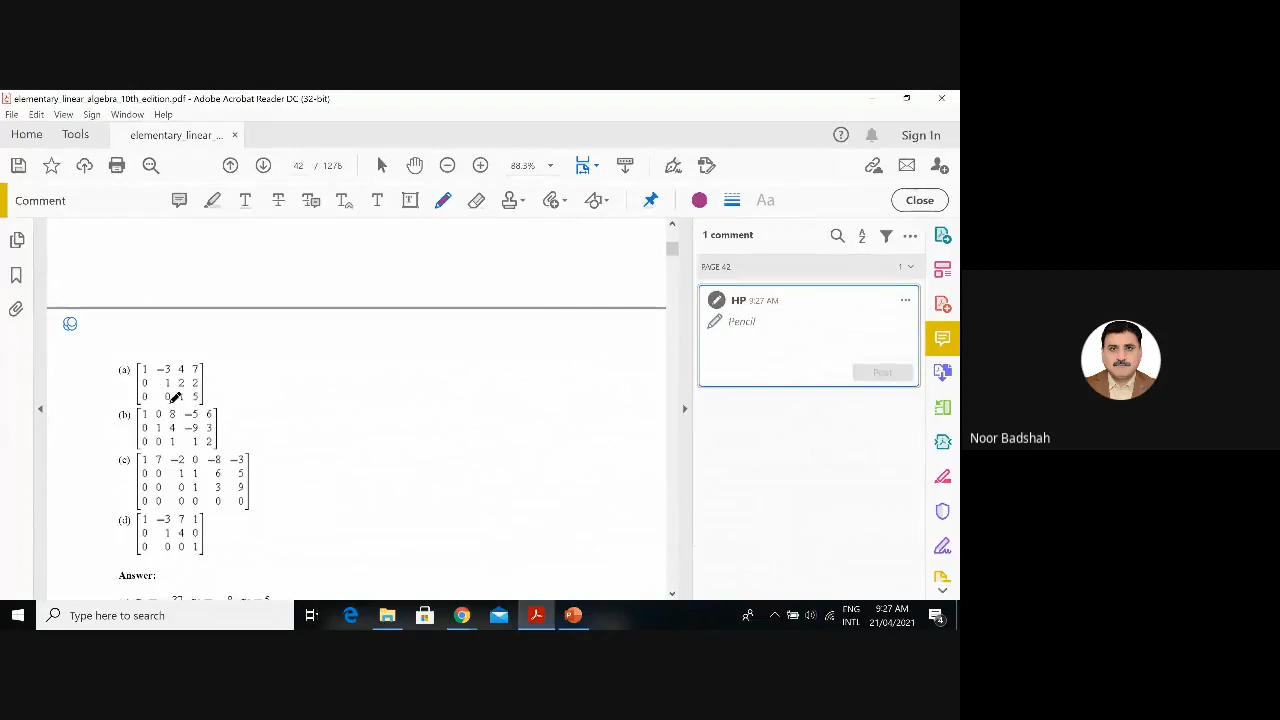 elementary_linear_algebra_10th_edition.pdf - Adobe Acrobat Reader DC (32-bit)
File Edit View Sign Window Help
Home Tools elementary_linear_... × Sign In
42 / 1276 88.3%
Comment Aa Close
1 comment
PAGE 42 1
HP 9:27 AM
Pencil
Post
(a) 1 −3 4 7
0 1 2 2
0 0 1 5
(b) 1 0 8 −5 6
0 1 4 −9 3
0 0 1 1 2
(c) 1 7 −2 0 −8 −3
0 0 1 1 6 5
0 0 0 1 3 9
0 0 0 0 0 0
(d) 1 −3 7 1
0 1 4 0
0 0 0 1
Answer:
Noor Badshah
Type here to search
ENG 9:27 AM
INTL 21/04/2021
4